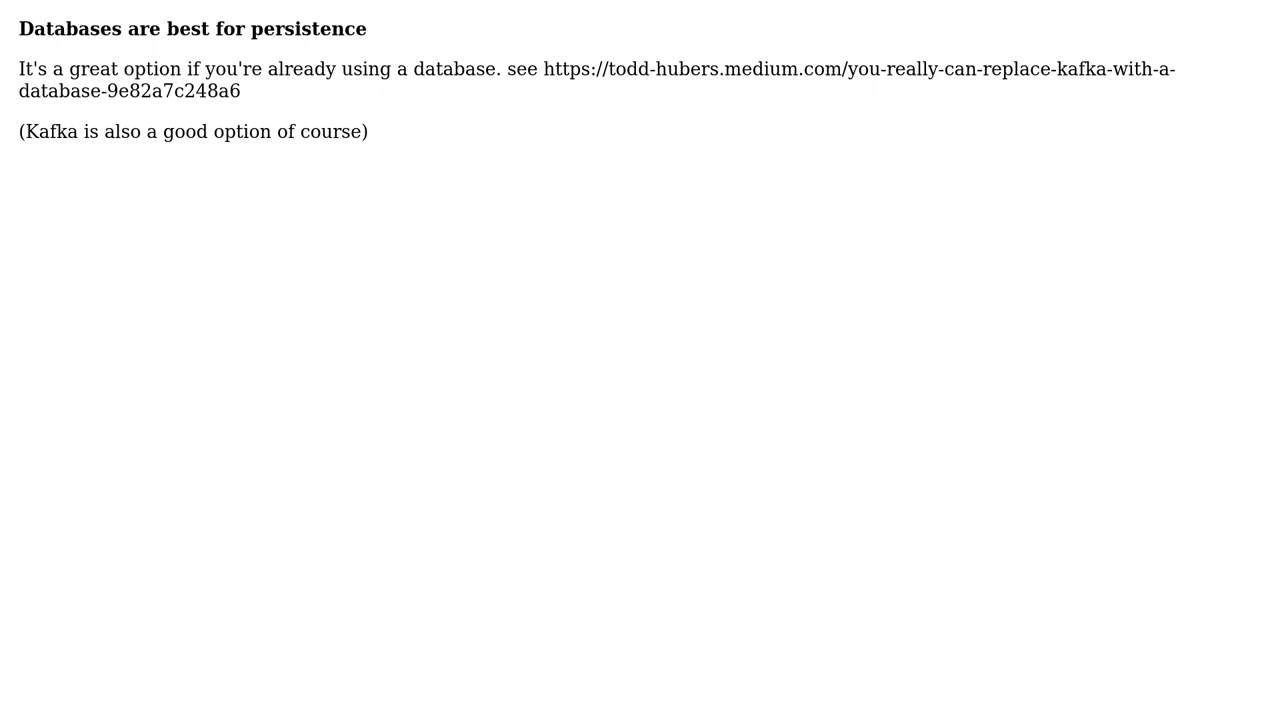 Databases are best for persistence
It's a great option if you're already using a database. see https://todd-hubers.medium.com/you-really-can-replace-kafka-with-a-
database-9e82a7c248a6
(Kafka is also a good option of course)